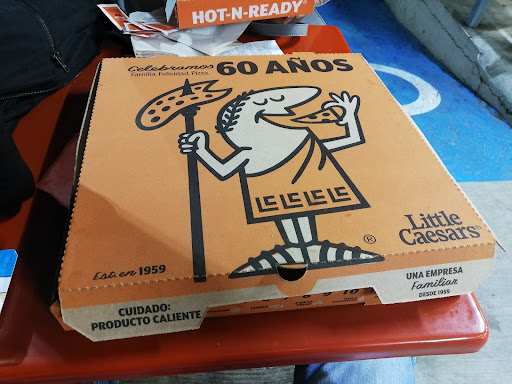 HOT-N-READY
Celebramos
Familia. Felicidad. Pizza.
60 AÑOS
Little
Caesars®
Est. en 1959
CUIDADO:
PRODUCTO CALIENTE
UNA EMPRESA
Familiar
DESDE 1959